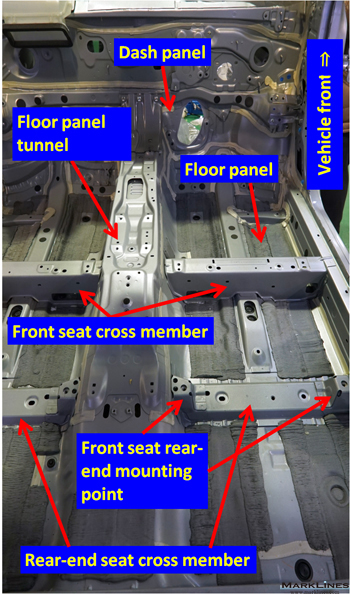 Dash panel
Vehicle front ⇒
Floor panel
tunnel
Floor panel
Front seat cross member
Front seat rear-
end mounting
point
Rear-end seat cross member
MARKLINES